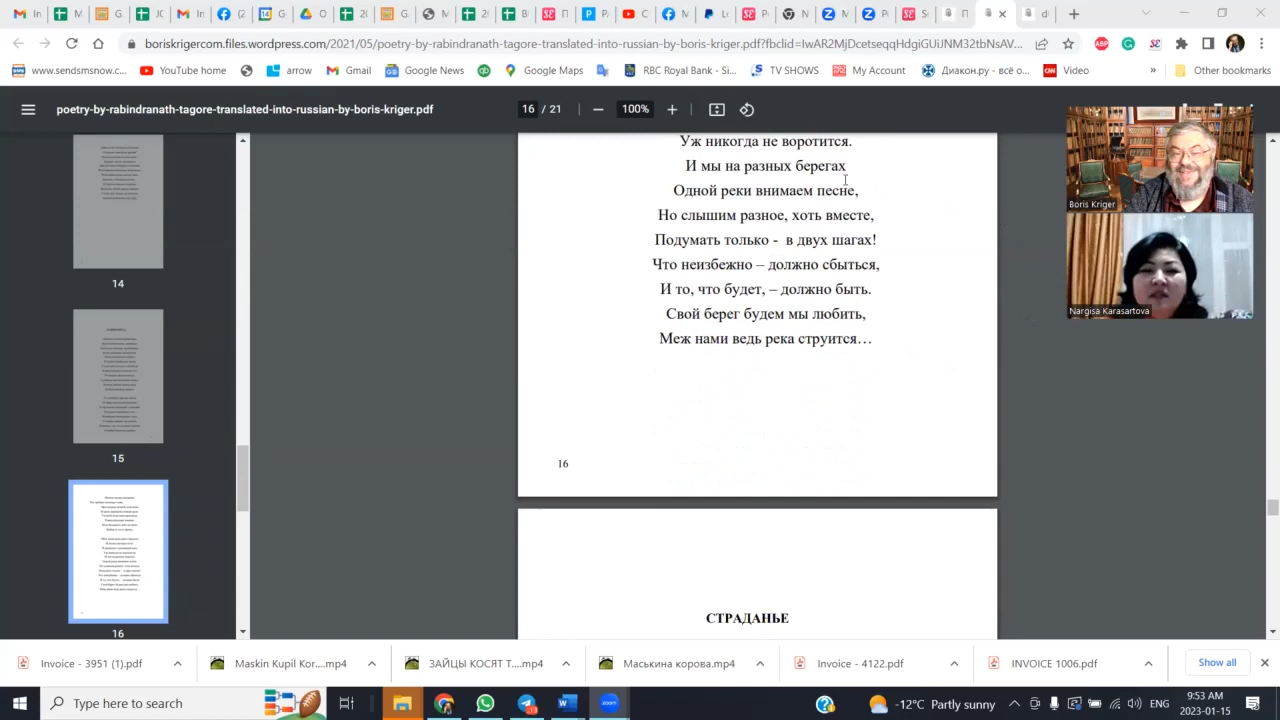 boriskrigercom.files.wordpress.com/2021/05/poetry-by-rabindranath-tagore-translated-into-russian-by-boris-kriger.pdf?fbclid=IwAR2MjDcetseqqHdgiGUiJNM32tbNsAV...
www.sendsmsnow.c... YouTube home arrow Gmail Google News Google Maps RBC Royal Bank - Si... TV SHOWS My Account Диакон.ру - всё о... Video » Other bookmarks
poetry-by-rabindranath-tagore-translated-into-russian-by-boris-kriger.pdf 16 / 21 100%
Уж никогда не воротится.
И мы на разных берегах
Одной реки внимаем песне,
Но слышим разное, хоть вместе,
Подумать только - в двух шагах!
Что неизбежно – должно сбыться,
И то, что будет, – должно быть.
Свой берег будем мы любить,
Меж нами ведь река струится…
16
СТРАДАНЬЕ
14
15
16
Boris Kriger
Nargisa Karasartova
Invoice - 3951 (1).pdf Maskin Kupil Kor....mp4 ЗАЙЦЫ КОСЯТ Т....mp4 Маськина корова.mp4 Invoice - 4122.pdf INVOICE 1006.pdf Show all
Type here to search zoom -12°C Partly sunny ENG 9:53 AM
2023-01-15